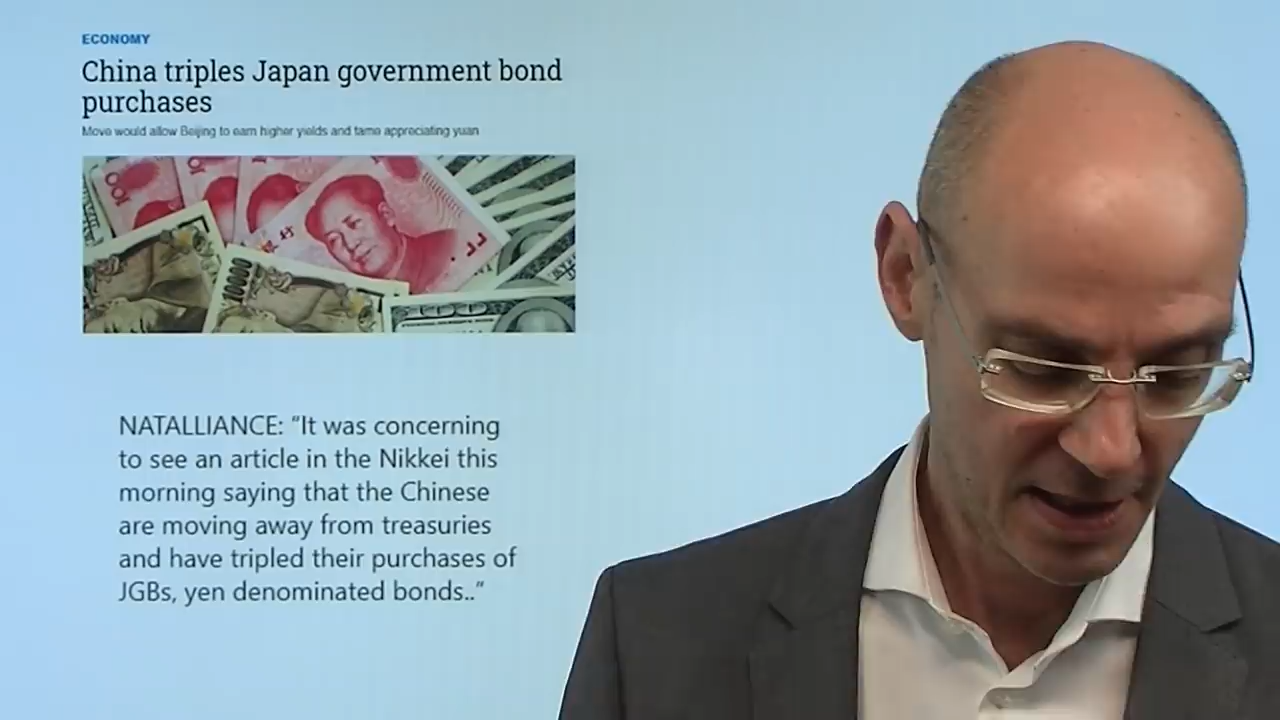 ECONOMY
China triples Japan government bond
purchases
Move would allow Beijing to earn higher yields and tame appreciating yuan
100
10000
NATALLIANCE: “It was concerning
to see an article in the Nikkei this
morning saying that the Chinese
are moving away from treasuries
and have tripled their purchases of
JGBs, yen denominated bonds..”